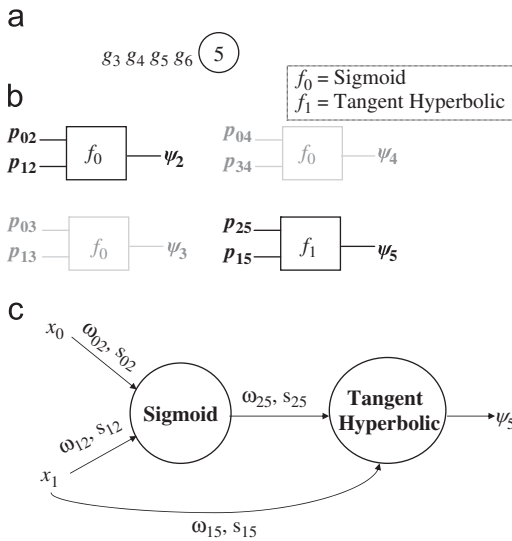 a
g₃ g₄ g₅ g₆ 5
f₀ = Sigmoid
f₁ = Tangent Hyperbolic
b
p₀₂
p₁₂
f₀
ψ₂
p₀₄
p₃₄
f₀
ψ₄
p₀₃
p₁₃
f₀
ψ₃
p₂₅
p₁₅
f₁
ψ₅
c
x₀
ω₀₂, s₀₂
Sigmoid
ω₁₂, s₁₂
x₁
ω₂₅, s₂₅
Tangent
Hyperbolic
ψ₅
ω₁₅, s₁₅